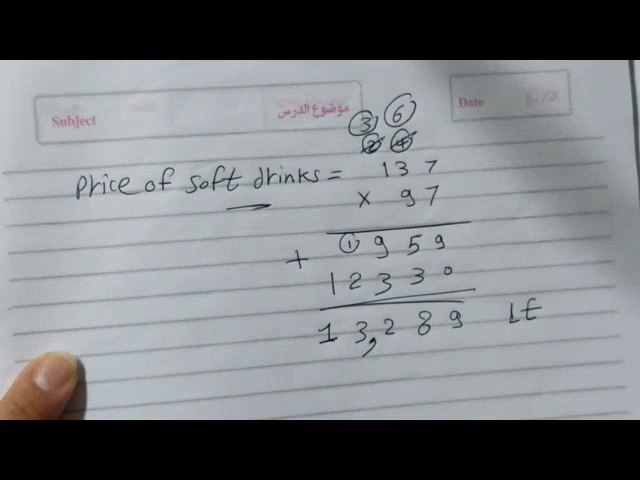 Subject
موضوع الدرس
Date
3 6
2 4
Price of soft drinks = 137
× 97
1 959
+ 12330
13,289 LE